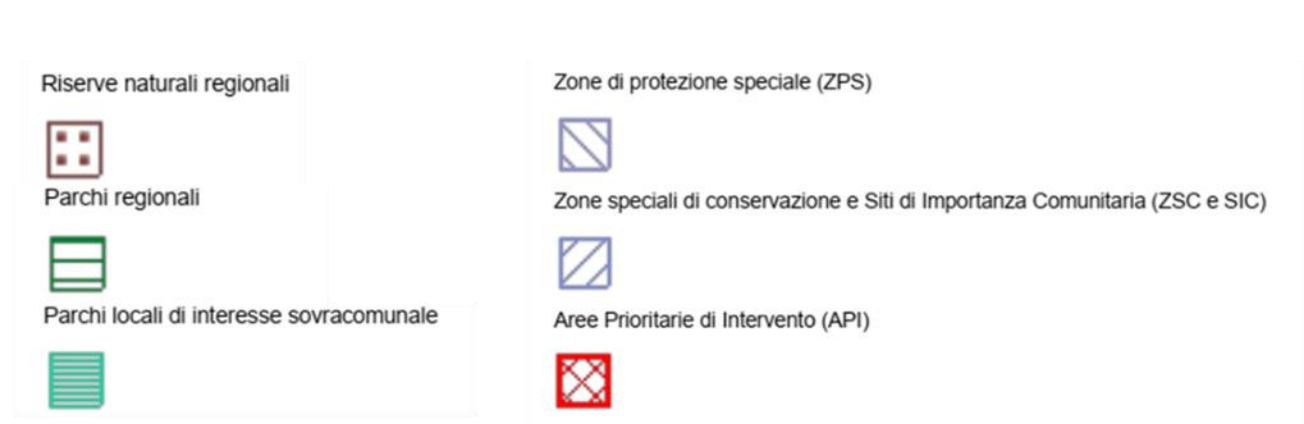 Riserve naturali regionali
Parchi regionali
Parchi locali di interesse sovracomunale
Zone di protezione speciale (ZPS)
Zone speciali di conservazione e Siti di Importanza Comunitaria (ZSC e SIC)
Aree Prioritarie di Intervento (API)